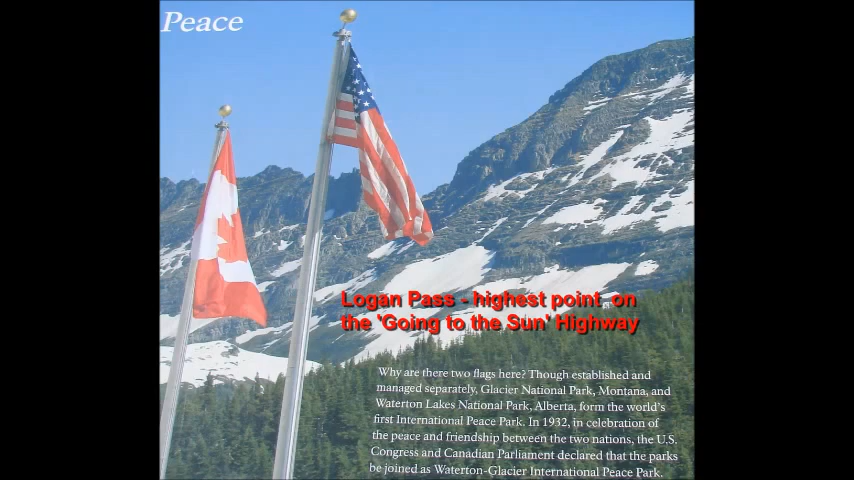 Peace
Logan Pass - highest point on
the 'Going to the Sun' Highway
Why are there two flags here? Though established and
managed separately, Glacier National Park, Montana, and
Waterton Lakes National Park, Alberta, form the world's
first International Peace Park. In 1932, in celebration of
the peace and friendship between the two nations, the U.S.
Congress and Canadian Parliament declared that the parks
be joined as Waterton-Glacier International Peace Park.